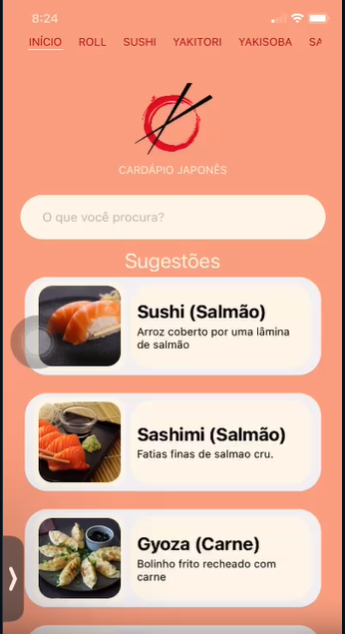 8:24
INÍCIO ROLL SUSHI YAKITORI YAKISOBA SA
CARDÁPIO JAPONÊS
O que você procura?
Sugestões
Sushi (Salmão)
Arroz coberto por uma lâmina
de salmão
Sashimi (Salmão)
Fatias finas de salmao cru.
Gyoza (Carne)
Bolinho frito recheado com
carne